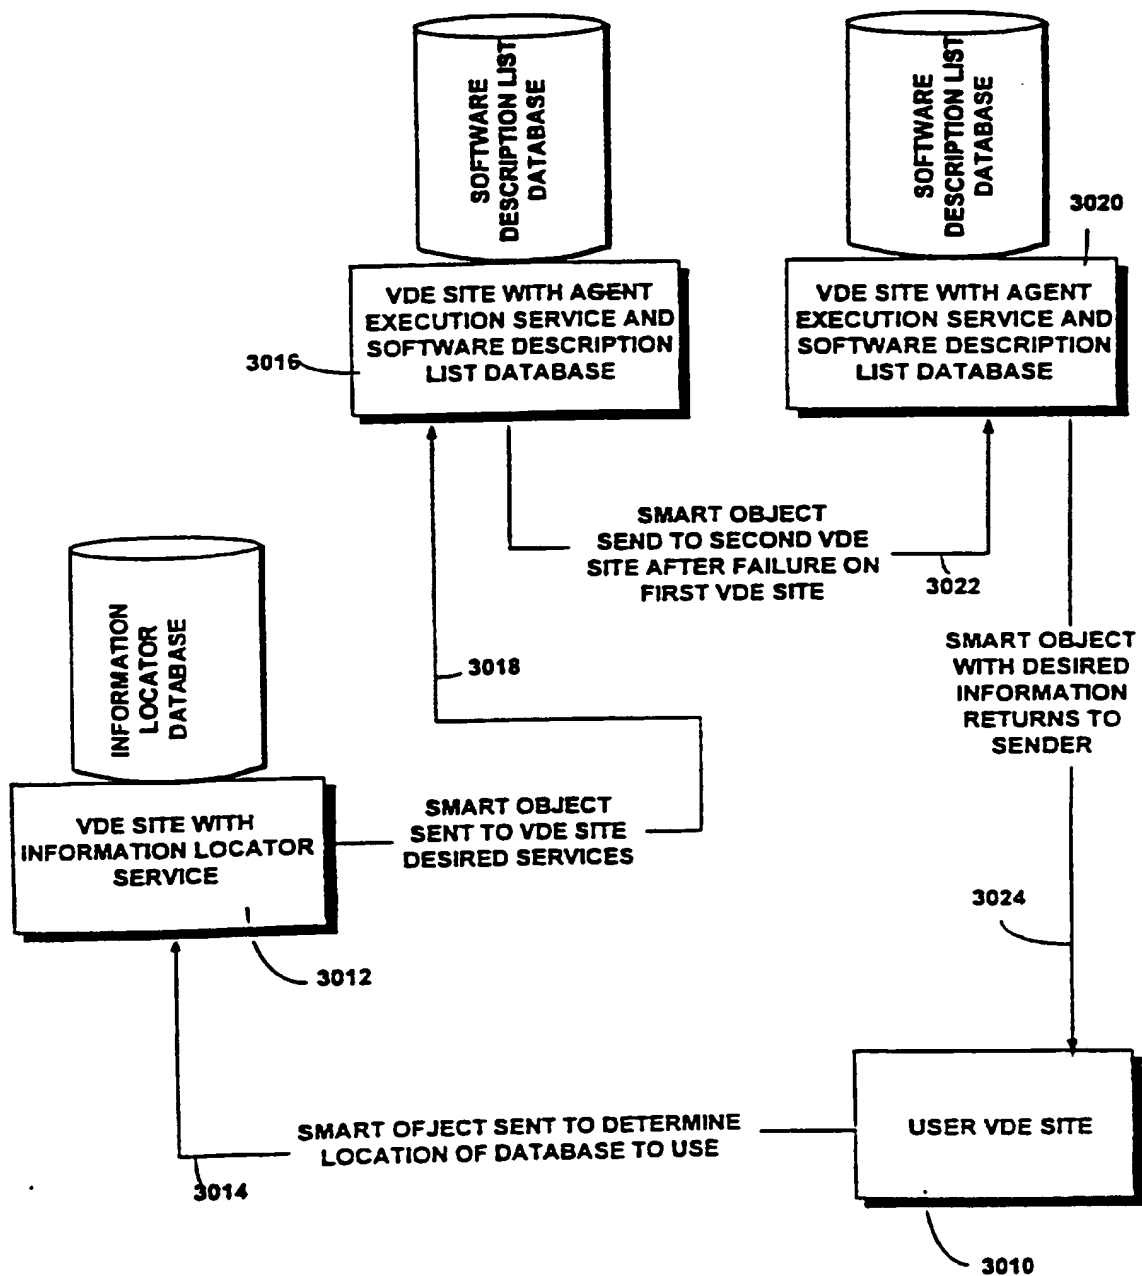 SOFTWARE
DESCRIPTION LIST
DATABASE
SOFTWARE
DESCRIPTION LIST
DATABASE
3020
VDE SITE WITH AGENT
EXECUTION SERVICE AND
SOFTWARE DESCRIPTION
LIST DATABASE
3016
VDE SITE WITH AGENT
EXECUTION SERVICE AND
SOFTWARE DESCRIPTION
LIST DATABASE
SMART OBJECT
SEND TO SECOND VDE
SITE AFTER FAILURE ON
FIRST VDE SITE
3022
INFORMATION
LOCATOR
DATABASE
3018
SMART OBJECT
WITH DESIRED
INFORMATION
RETURNS TO
SENDER
VDE SITE WITH
INFORMATION LOCATOR
SERVICE
SMART OBJECT
SENT TO VDE SITE
DESIRED SERVICES
3012
3024
SMART OFJECT SENT TO DETERMINE
LOCATION OF DATABASE TO USE
3014
USER VDE SITE
3010